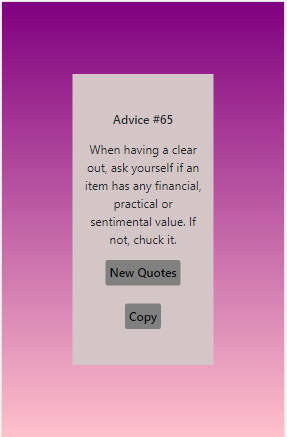 Advice #65
When having a clear
out, ask yourself if an
item has any financial,
practical or
sentimental value. If
not, chuck it.
New Quotes
Copy